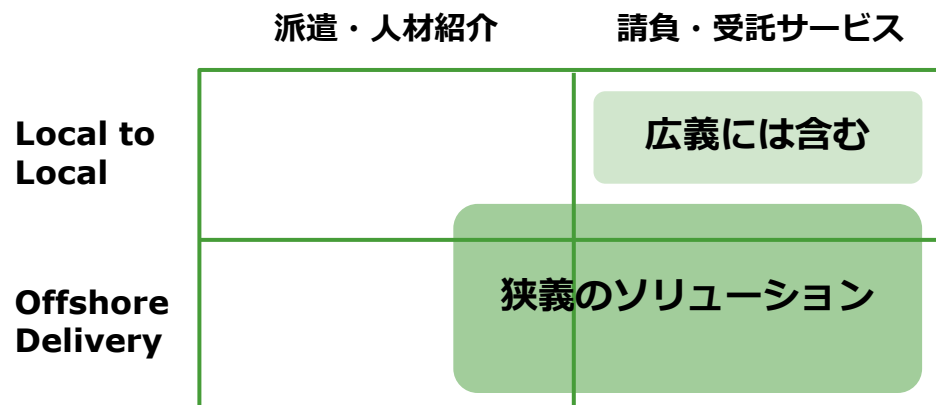 派遣・人材紹介
請負・受託サービス
Local to
Local
広義には含む
Offshore
Delivery
狭義のソリューション